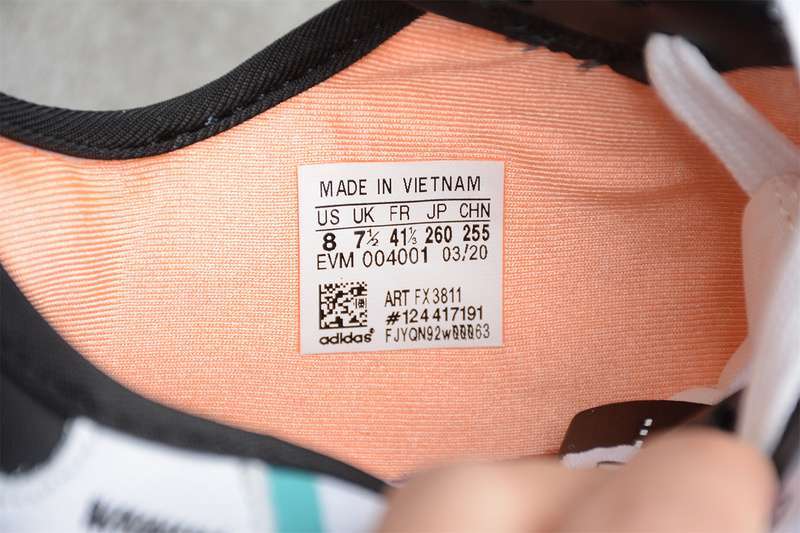 MADE IN VIETNAM
US UK FR JP CHN
8 7½ 41⅓ 260 255
EVM 004001 03/20
ART FX3811
#124417191
adidas®